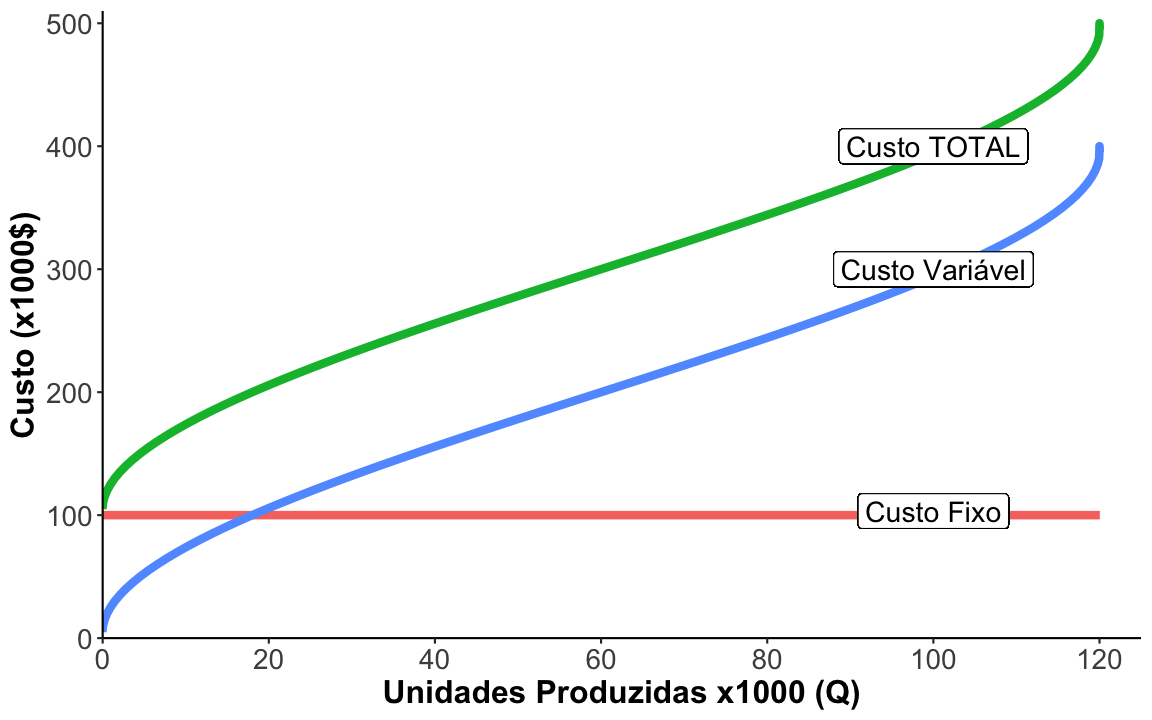 500
400
300
200
100
0
Custo (x1000$)
Custo TOTAL
Custo Variável
Custo Fixo
0 20 40 60 80 100 120
Unidades Produzidas x1000 (Q)